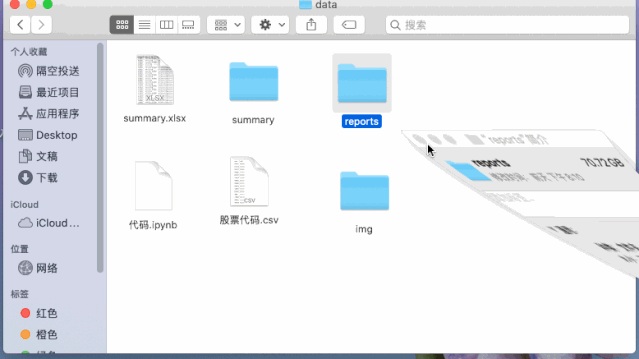 data
搜索
个人收藏
隔空投送
最近项目
应用程序
Desktop
文稿
下载
iCloud
iCloud...
位置
网络
标签
红色
橙色
XLSX
summary.xlsx
summary
reports
代码.ipynb
csv
股票代码.csv
img
"reports"简介
reports
70.72 GB